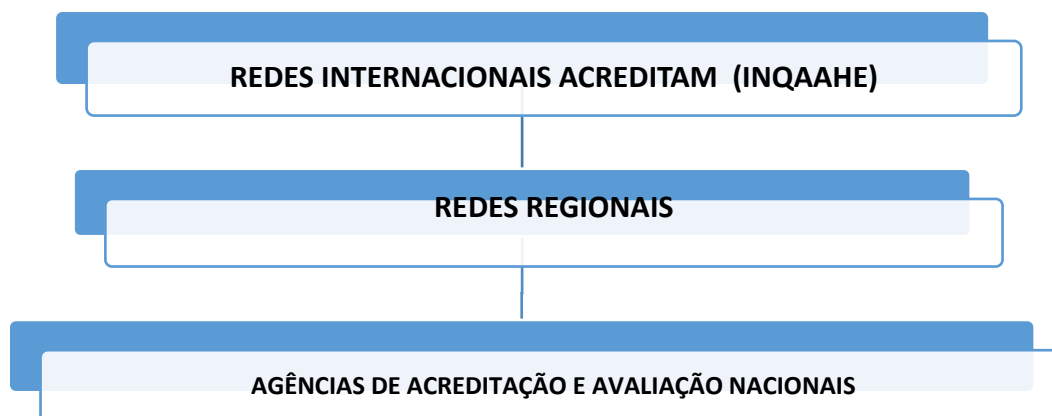 REDES INTERNACIONAIS ACREDITAM (INQAAHE)
REDES REGIONAIS
AGÊNCIAS DE ACREDITAÇÃO E AVALIAÇÃO NACIONAIS